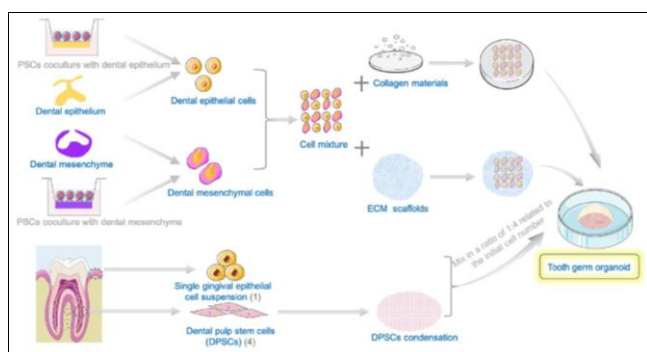 PSCs coculture with dental epithelium
Dental epithelium
Dental epithelial cells
Dental mesenchyme
Dental mesenchymal cells
PSCs coculture with dental mesenchyme
Cell mixture
+
Collagen materials
+
ECM scaffolds
Mix in a ratio of 1:4 related to
the initial cell number
Tooth germ organoid
Single gingival epithelial
cell suspension (1)
Dental pulp stem cells
(DPSCs) (4)
DPSCs condensation